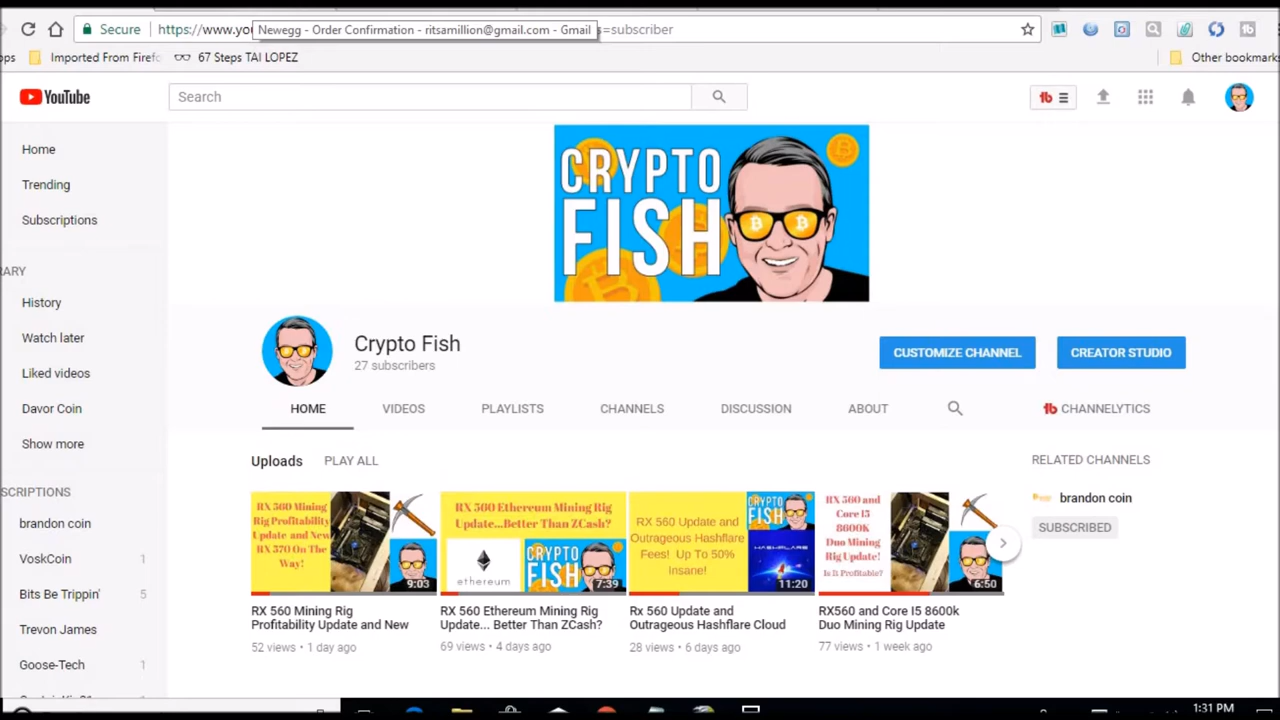 Secure
https://www.yo
Newegg - Order Confirmation - ritsamillion@gmail.com - Gmail
=subscriber
Imported From Firefo
67 Steps TAI LOPEZ
Other bookmarks
YouTube
Search
Home
Trending
Subscriptions
CRYPTO
FISH
RARY
History
Watch later
Liked videos
Davor Coin
Show more
Crypto Fish
27 subscribers
CUSTOMIZE CHANNEL
CREATOR STUDIO
HOME
VIDEOS
PLAYLISTS
CHANNELS
DISCUSSION
ABOUT
CHANNELYTICS
Uploads
PLAY ALL
RELATED CHANNELS
brandon coin
SUBSCRIBED
SCRIPTIONS
brandon coin
VoskCoin 1
Bits Be Trippin' 5
Trevon James
Goose-Tech 1
RX 560 Mining
Rig Profitability
Update and New
RX 570 On The
Way!
9:03
RX 560 Ethereum Mining Rig
Update...Better Than ZCash?
ethereum
CRYPTO
FISH
7:39
RX 560 Update and
Outrageous Hashflare
Fees! Up To 50%
Insane!
CRYPTO
FISH
HASHFLARE
11:20
RX 560 and
Core I5
8600K
Duo Mining
Rig Update!
Is It Profitable?
6:50
RX 560 Mining Rig
Profitability Update and New
52 views • 1 day ago
RX 560 Ethereum Mining Rig
Update... Better Than ZCash?
69 views • 4 days ago
Rx 560 Update and
Outrageous Hashflare Cloud
28 views • 6 days ago
RX560 and Core I5 8600k
Duo Mining Rig Update
77 views • 1 week ago
1:31 PM